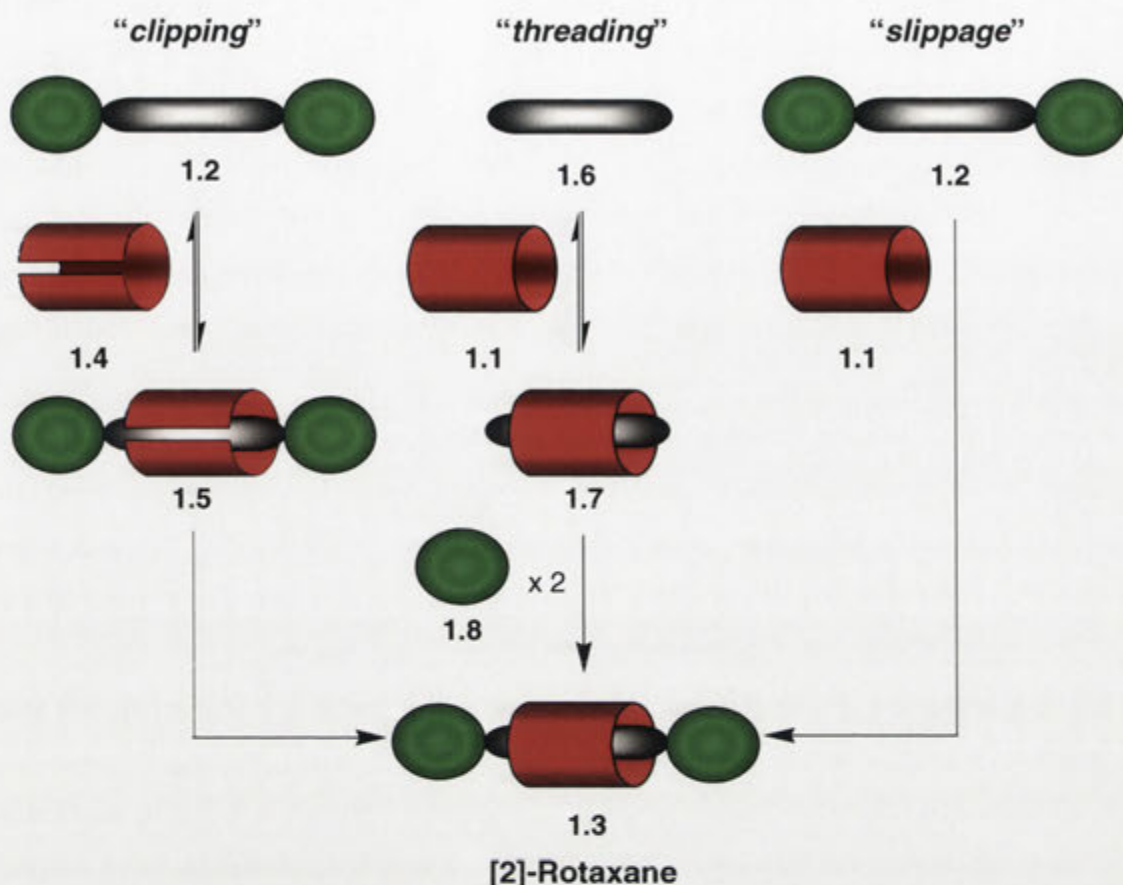 “clipping”
“threading”
“slippage”
1.2
1.6
1.2
1.4
1.1
1.1
1.5
1.7
x 2
1.8
1.3
[2]-Rotaxane